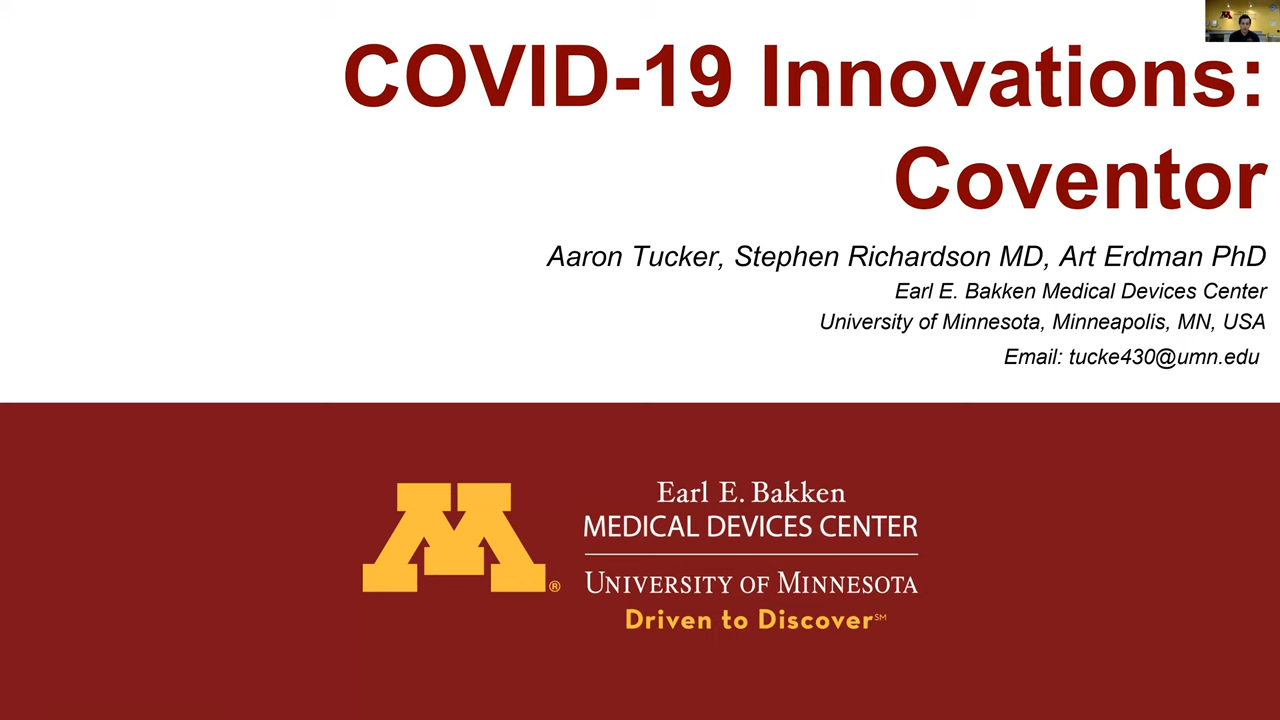 COVID-19 Innovations:
Coventor
Aaron Tucker, Stephen Richardson MD, Art Erdman PhD
Earl E. Bakken Medical Devices Center
University of Minnesota, Minneapolis, MN, USA
Email: tucke430@umn.edu
M®
Earl E. Bakken
MEDICAL DEVICES CENTER
UNIVERSITY OF MINNESOTA
Driven to Discover℠